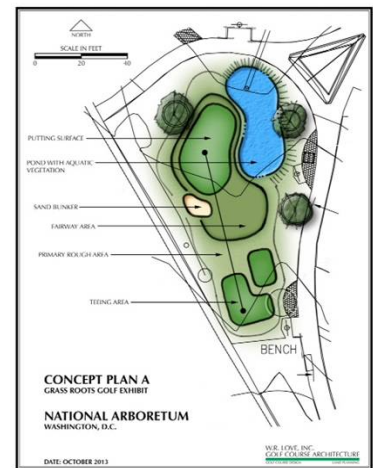 NORTH
SCALE IN FEET
0 20 40
PUTTING SURFACE
POND WITH AQUATIC
VEGETATION
SAND BUNKER
FAIRWAY AREA
PRIMARY ROUGH AREA
TEEING AREA
BENCH
CONCEPT PLAN A
GRASS ROOTS GOLF EXHIBIT
NATIONAL ARBORETUM
WASHINGTON, D.C.
DATE: OCTOBER 2013
W.R. LOVE, INC.
GOLF COURSE ARCHITECTURE